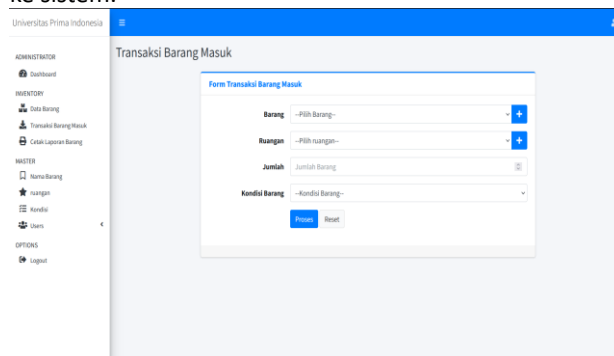 ke sistem.
Universitas Prima Indonesia
ADMINISTRATOR
Dashboard
INVENTORY
Data Barang
Transaksi Barang Masuk
Cetak Laporan Barang
MASTER
Nama Barang
ruangan
Kondisi
Users
OPTIONS
Logout
Transaksi Barang Masuk
Form Transaksi Barang Masuk
Barang --Pilih Barang--
Ruangan --Pilih ruangan--
Jumlah Jumlah Barang
Kondisi Barang --Kondisi Barang--
Proses Reset